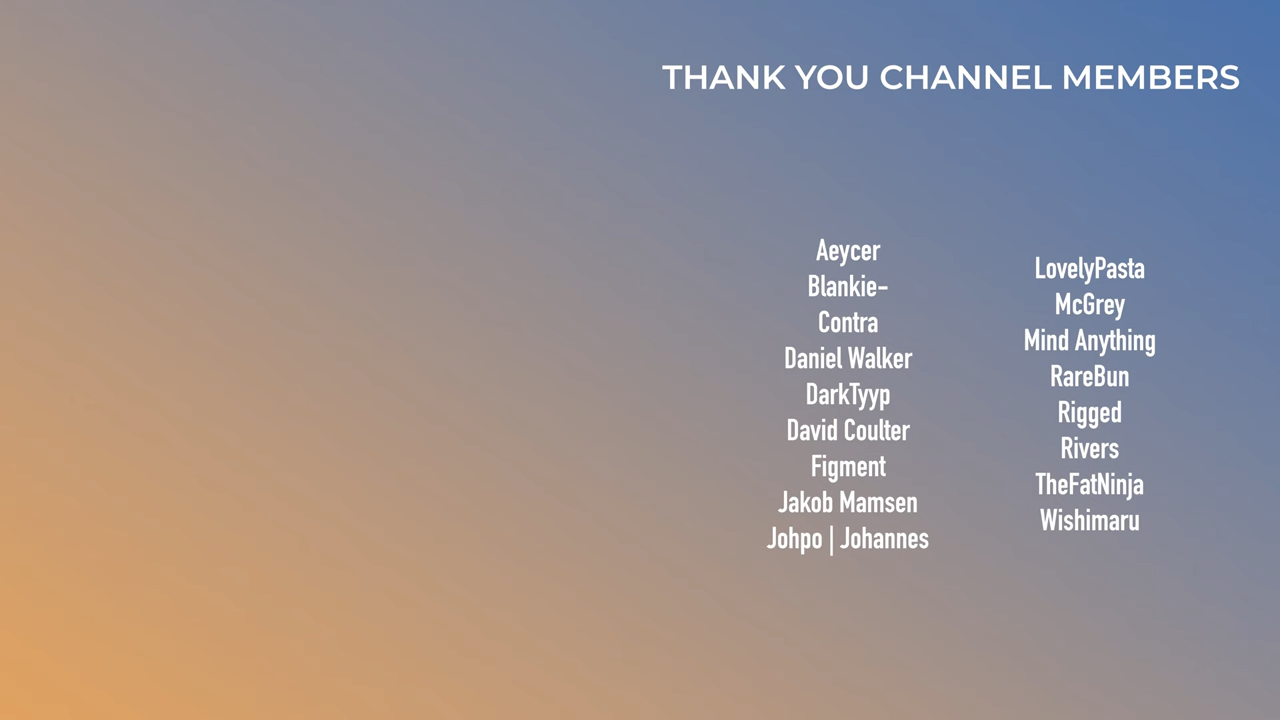 THANK YOU CHANNEL MEMBERS
Aeycer
Blankie-
Contra
Daniel Walker
DarkTyyp
David Coulter
Figment
Jakob Mamsen
Johpo | Johannes
LovelyPasta
McGrey
Mind Anything
RareBun
Rigged
Rivers
TheFatNinja
Wishimaru